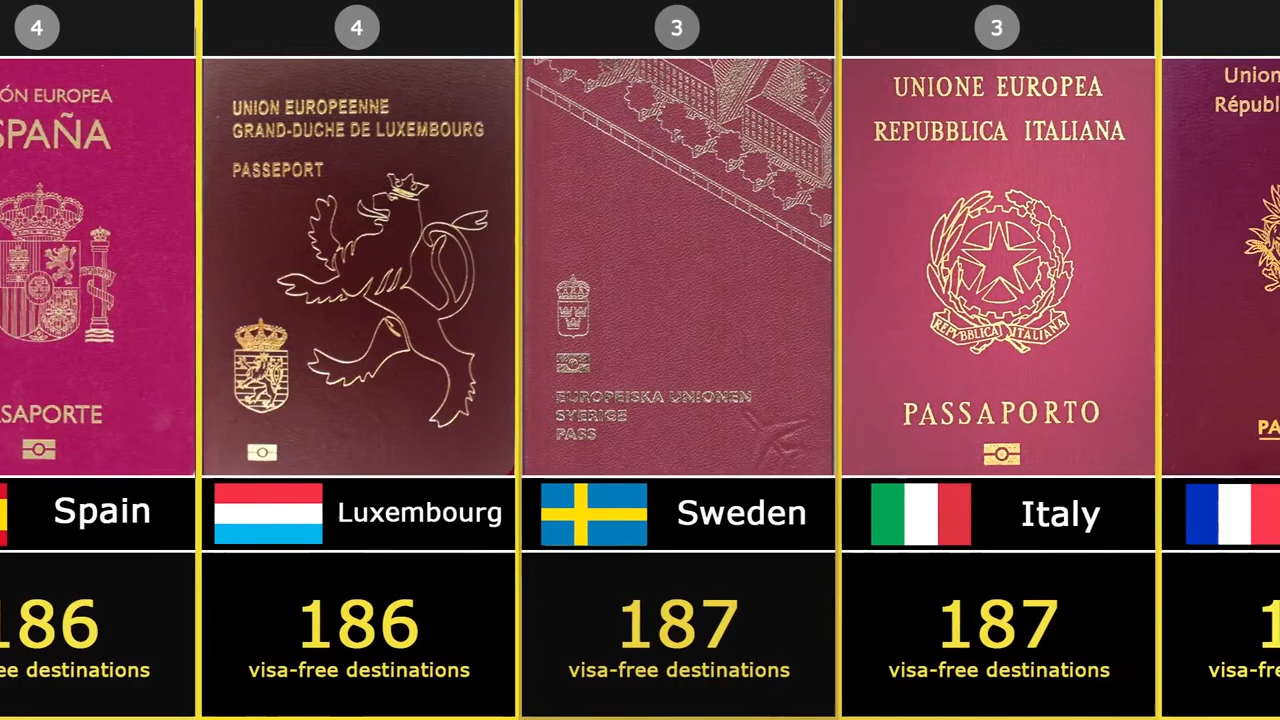 4
4
3
3
ÓN EUROPEA
SPAÑA
SAPORTE
UNION EUROPEENNE
GRAND-DUCHE DE LUXEMBOURG
PASSEPORT
EUROPEISKA UNIONEN
SVERIGE
PASS
UNIONE EUROPEA
REPUBBLICA ITALIANA
REPVBBLICA ITALIANA
PASSAPORTO
Union
Républ
PA
Spain
Luxembourg
Sweden
Italy
186
ee destinations
186
visa-free destinations
187
visa-free destinations
187
visa-free destinations
1
visa-fre